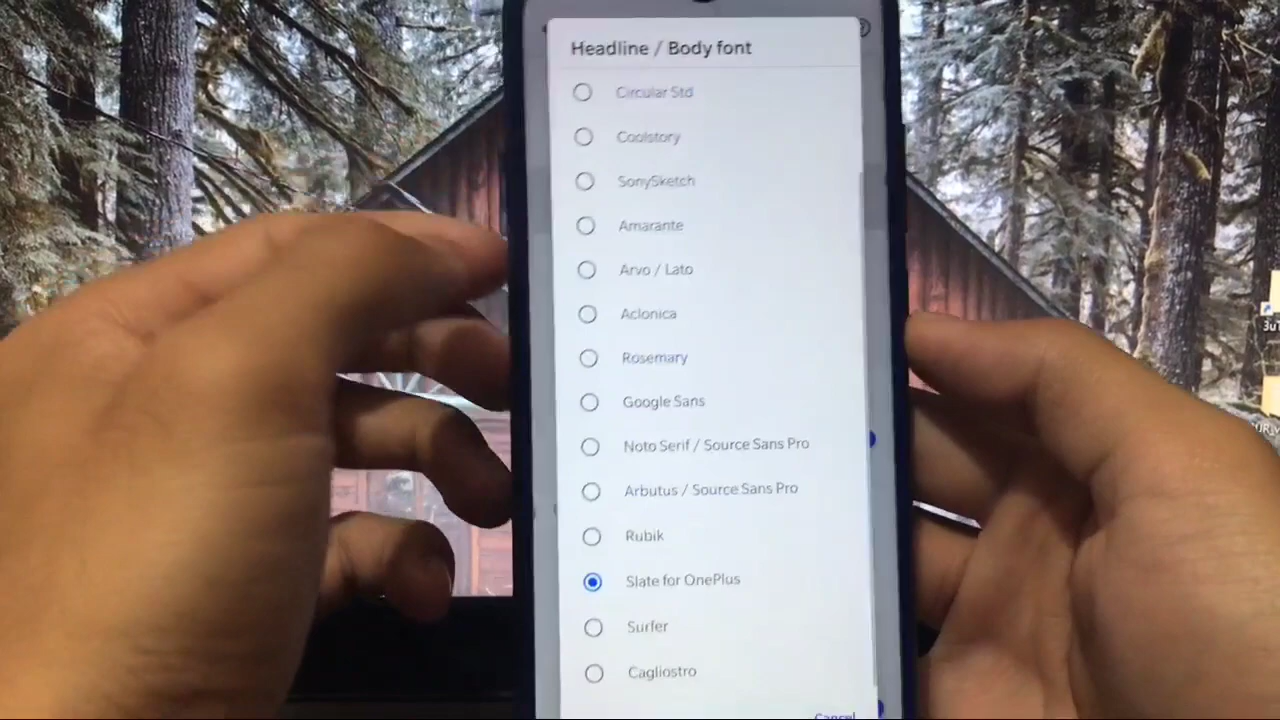 Headline / Body font
Circular Std
Coolstory
SonySketch
Amarante
Arvo / Lato
Aclonica
Rosemary
Google Sans
Noto Serif / Source Sans Pro
Arbutus / Source Sans Pro
Rubik
Slate for OnePlus
Surfer
Cagliostro
Cancel
3u